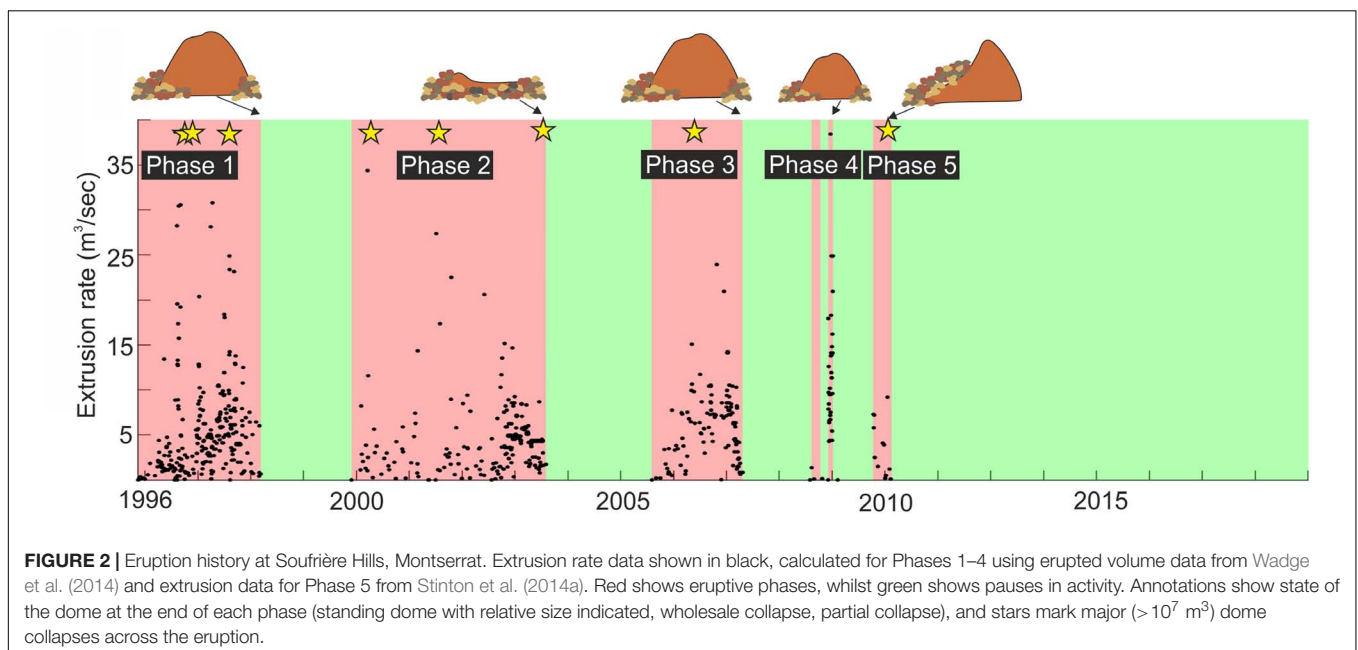 Phase 1
Phase 2
Phase 3
Phase 4
Phase 5
Extrusion rate (m³/sec)
35
25
15
5
1996
2000
2005
2010
2015
FIGURE 2 | Eruption history at Soufrière Hills, Montserrat. Extrusion rate data shown in black, calculated for Phases 1–4 using erupted volume data from Wadge
et al. (2014) and extrusion data for Phase 5 from Stinton et al. (2014a). Red shows eruptive phases, whilst green shows pauses in activity. Annotations show state of
the dome at the end of each phase (standing dome with relative size indicated, wholesale collapse, partial collapse), and stars mark major (>10⁷ m³) dome
collapses across the eruption.